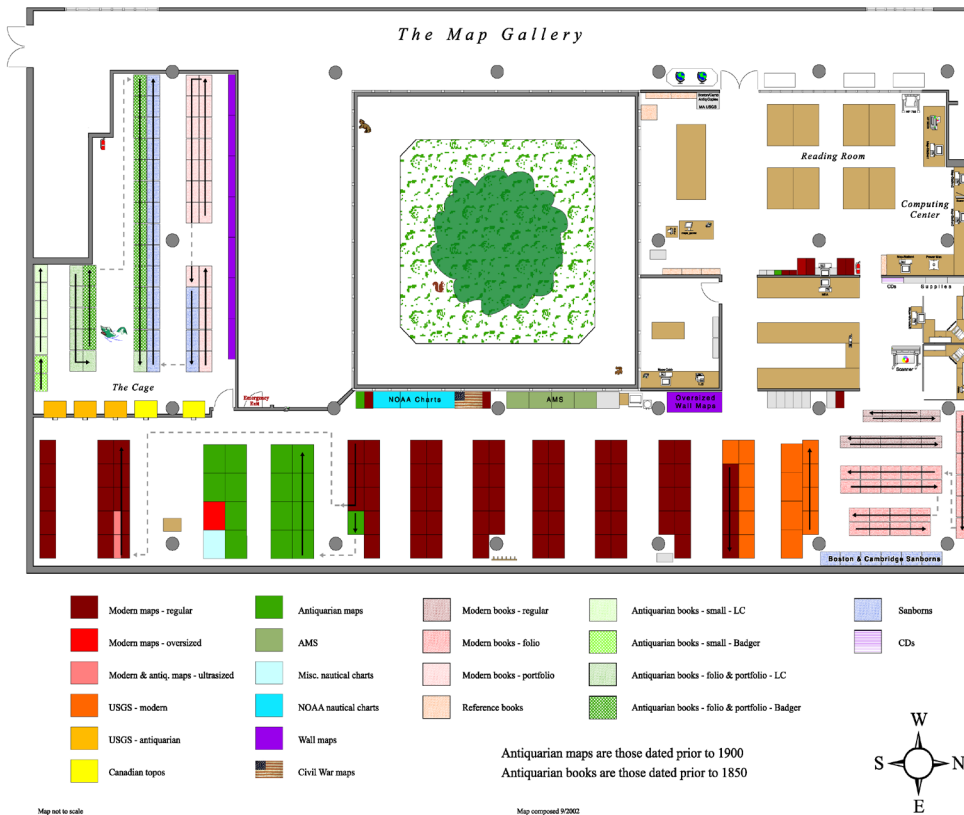 The Map Gallery
MA USGS
Reading Room
Computing
Center
CDs
Supplies
Scanner
The Cage
Emergency
Exit
NOAA Charts
AMS
Oversized
Wall Maps
Boston & Cambridge Sanborns
Modern maps - regular
Antiquarian maps
Modern books - regular
Antiquarian books - small - LC
Sanborns
Modern maps - oversized
AMS
Modern books - folio
Antiquarian books - small - Badger
CDs
Modern & antiq. maps - ultrasized
Misc. nautical charts
Modern books - portfolio
Antiquarian books - folio & portfolio - LC
USGS - modern
NOAA nautical charts
Reference books
Antiquarian books - folio & portfolio - Badger
USGS - antiquarian
Wall maps
Canadian topos
Civil War maps
Antiquarian maps are those dated prior to 1900
Antiquarian books are those dated prior to 1850
W
S
N
E
Map not to scale
Map composed 9/2002